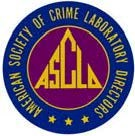 AMERICAN SOCIETY OF CRIME LABORATORY DIRECTORS
ASCLD